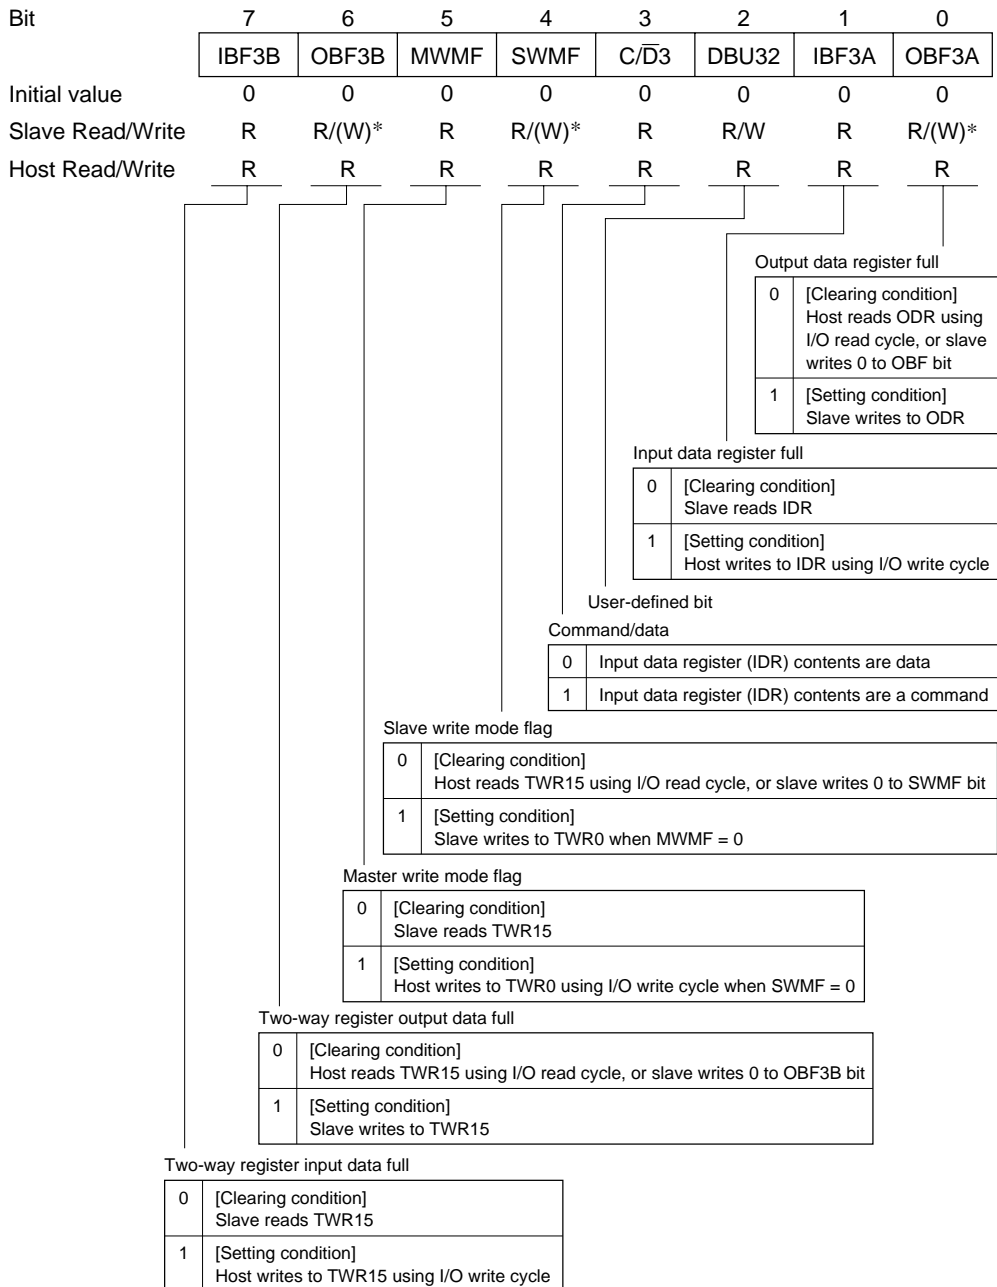 Bit 7 6 5 4 3 2 1 0
IBF3B OBF3B MWMF SWMF C/D̅3 DBU32 IBF3A OBF3A
Initial value 0 0 0 0 0 0 0 0
Slave Read/Write R R/(W)* R R/(W)* R R/W R R/(W)*
Host Read/Write R R R R R R R R
Output data register full
0 [Clearing condition]
Host reads ODR using
I/O read cycle, or slave
writes 0 to OBF bit
1 [Setting condition]
Slave writes to ODR
Input data register full
0 [Clearing condition]
Slave reads IDR
1 [Setting condition]
Host writes to IDR using I/O write cycle
User-defined bit
Command/data
0 Input data register (IDR) contents are data
1 Input data register (IDR) contents are a command
Slave write mode flag
0 [Clearing condition]
Host reads TWR15 using I/O read cycle, or slave writes 0 to SWMF bit
1 [Setting condition]
Slave writes to TWR0 when MWMF = 0
Master write mode flag
0 [Clearing condition]
Slave reads TWR15
1 [Setting condition]
Host writes to TWR0 using I/O write cycle when SWMF = 0
Two-way register output data full
0 [Clearing condition]
Host reads TWR15 using I/O read cycle, or slave writes 0 to OBF3B bit
1 [Setting condition]
Slave writes to TWR15
Two-way register input data full
0 [Clearing condition]
Slave reads TWR15
1 [Setting condition]
Host writes to TWR15 using I/O write cycle